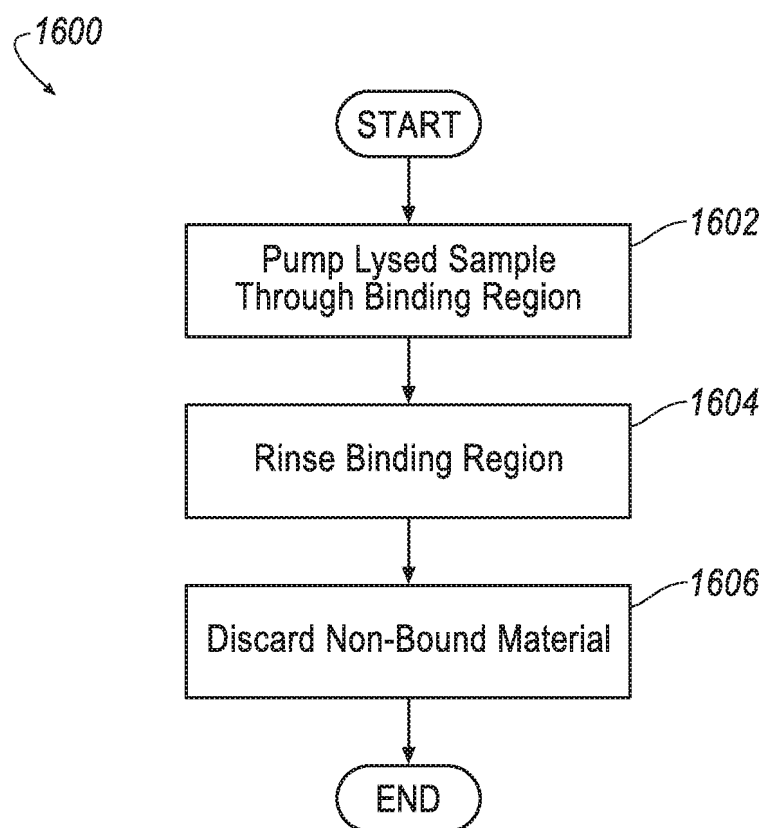 1600
START
1602
Pump Lysed Sample
Through Binding Region
1604
Rinse Binding Region
1606
Discard Non-Bound Material
END